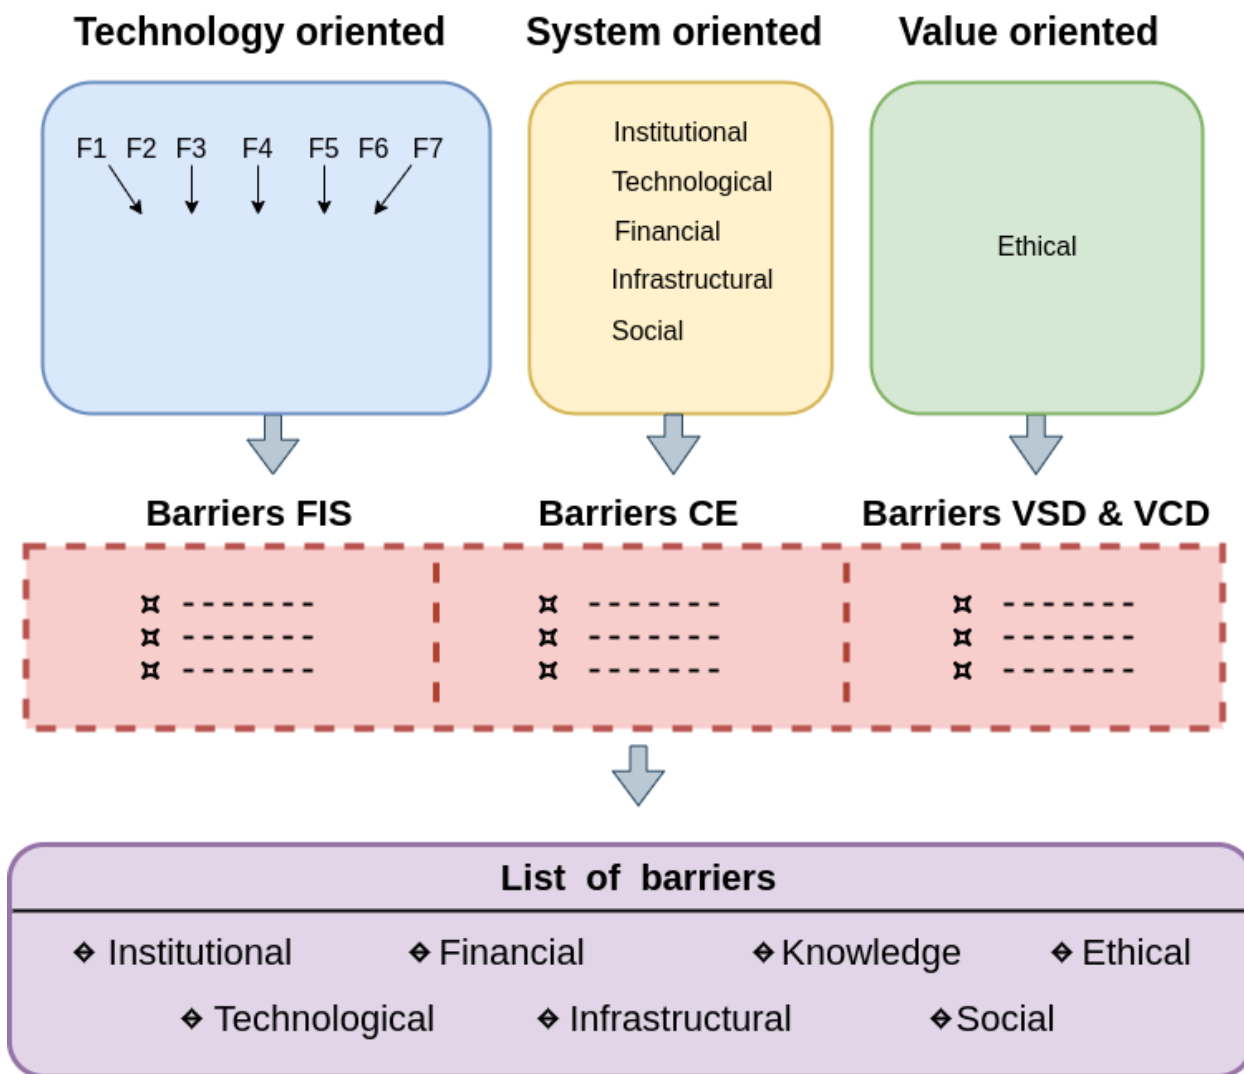 Technology oriented
System oriented
Value oriented
F1 F2 F3 F4 F5 F6 F7
Institutional
Technological
Financial
Infrastructural
Social
Ethical
Barriers FIS
Barriers CE
Barriers VSD & VCD
List of barriers
Institutional
Financial
Knowledge
Ethical
Technological
Infrastructural
Social